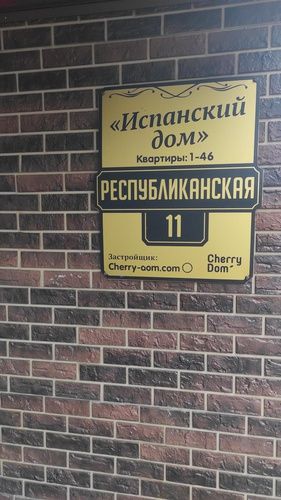 «Испанский
дом»
Квартиры: 1-46
РЕСПУБЛИКАНСКАЯ
11
Застройщик:
Cherry-dom.com
Cherry
Dom